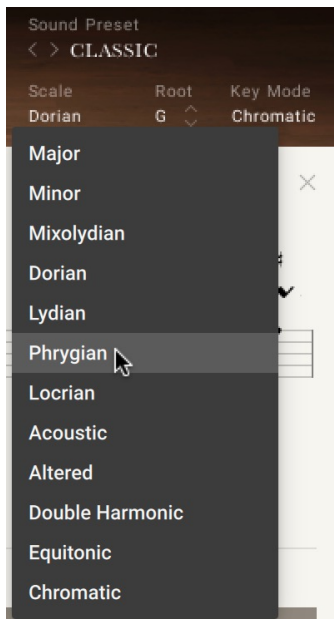 Sound Preset
< > CLASSIC
Scale Root Key Mode
Dorian G Chromatic
Major
Minor
Mixolydian
Dorian
Lydian
Phrygian
Locrian
Acoustic
Altered
Double Harmonic
Equitonic
Chromatic